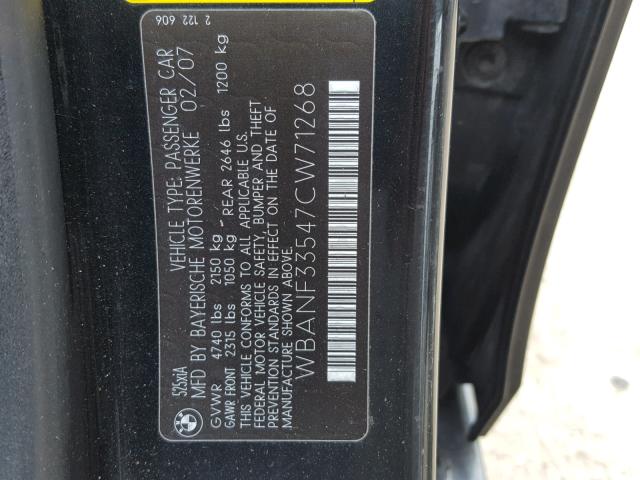 2 122 606
VEHICLE TYPE: PASSENGER CAR
525xiA MFD BY BAYERISCHE MOTORENWERKE 02/07
GVWR 4740 lbs 2150 kg
GAWR FRONT 2315 lbs 1050 kg - REAR 2646 lbs 1200 kg
THIS VEHICLE CONFORMS TO ALL APPLICABLE U.S.
FEDERAL MOTOR VEHICLE SAFETY, BUMPER AND THEFT
PREVENTION STANDARDS IN EFFECT ON THE DATE OF
MANUFACTURE SHOWN ABOVE.
WBANF33547CW71268